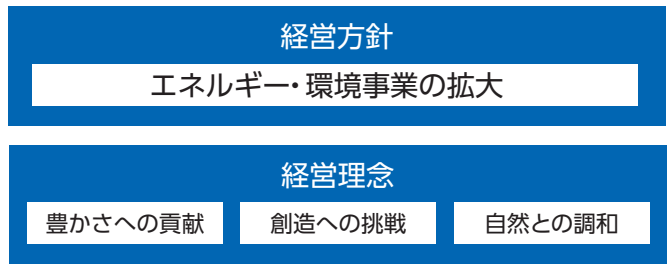 経営方針
エネルギー・環境事業の拡大
経営理念
豊かさへの貢献 創造への挑戦 自然との調和